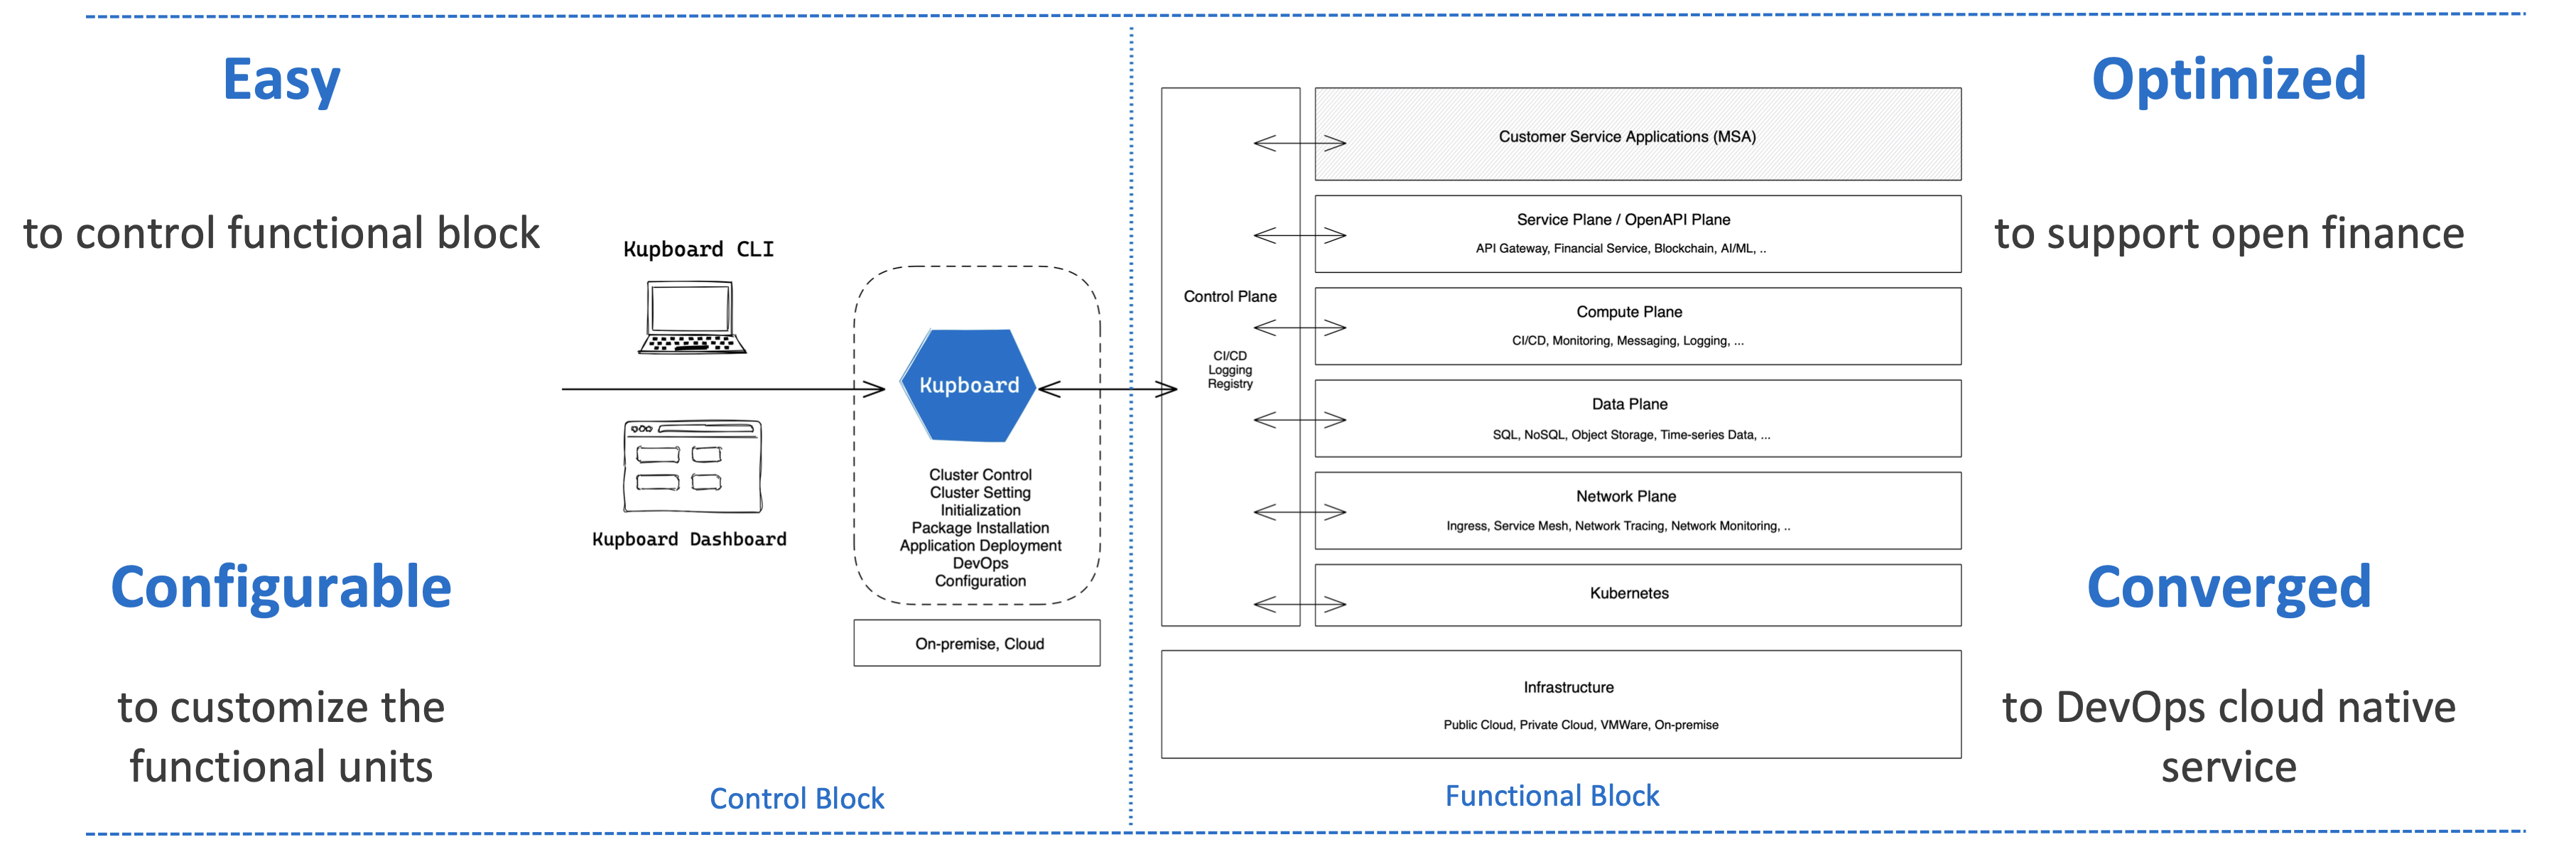 Easy
to control functional block
Configurable
to customize the
functional units
Kupboard CLI
Kupboard Dashboard
Kupboard
Cluster Control
Cluster Setting
Initialization
Package Installation
Application Deployment
DevOps
Configuration
On-premise, Cloud
Control Block
Control Plane
CI/CD
Logging
Registry
Customer Service Applications (MSA)
Service Plane / OpenAPI Plane
API Gateway, Financial Service, Blockchain, AI/ML, ..
Compute Plane
CI/CD, Monitoring, Messaging, Logging, ...
Data Plane
SQL, NoSQL, Object Storage, Time-series Data, ...
Network Plane
Ingress, Service Mesh, Network Tracing, Network Monitoring, ..
Kubernetes
Infrastructure
Public Cloud, Private Cloud, VMWare, On-premise
Functional Block
Optimized
to support open finance
Converged
to DevOps cloud native
service